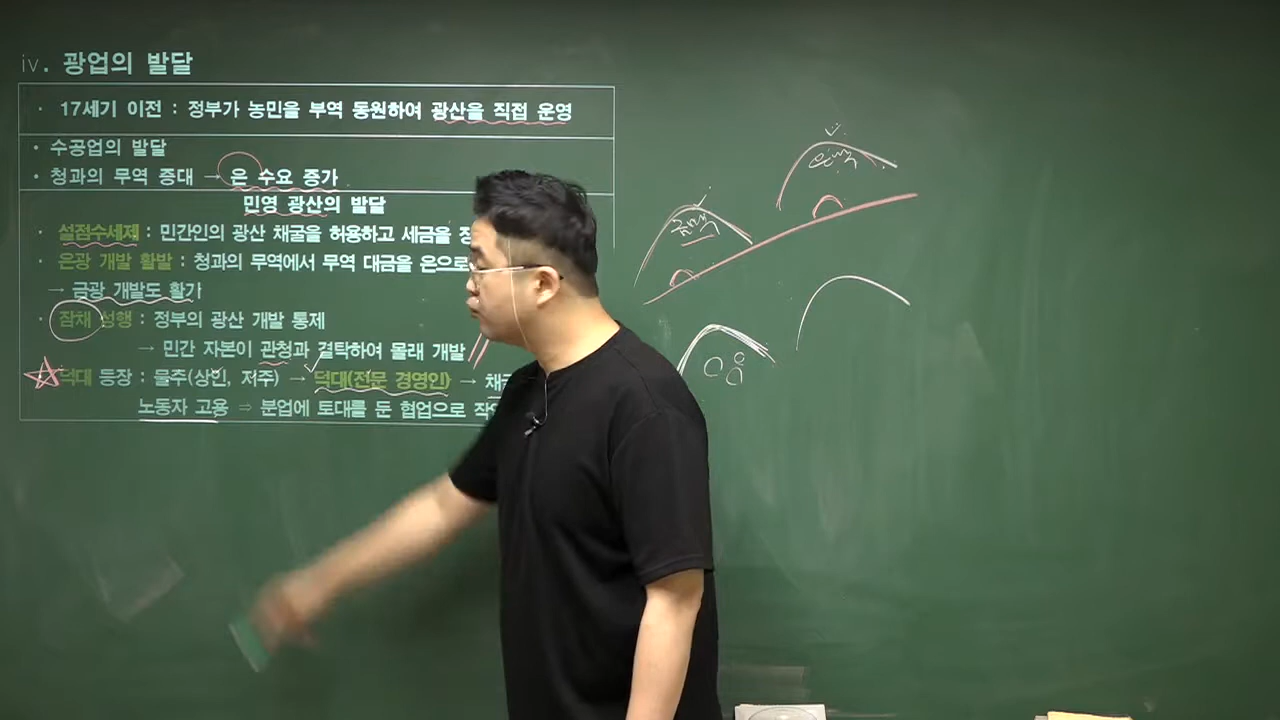 iv. 광업의 발달
· 17세기 이전 : 정부가 농민을 부역 동원하여 광산을 직접 운영
• 수공업의 발달
• 청과의 무역 증대 → 은 수요 증가
민영 광산의 발달
· 설점수세제 : 민간인의 광산 채굴을 허용하고 세금을 징
· 은광 개발 활발 : 청과의 무역에서 무역 대금을 은으로
→ 금광 개발도 활가
· 잠채 성행 : 정부의 광산 개발 통제
→ 민간 자본이 관청과 결탁하여 몰래 개발
· 덕대 등장 : 물주(상인, 저주) → 덕대(전문 경영인) → 채굴
노동자 고용 ⇒ 분업에 토대를 둔 협업으로 작